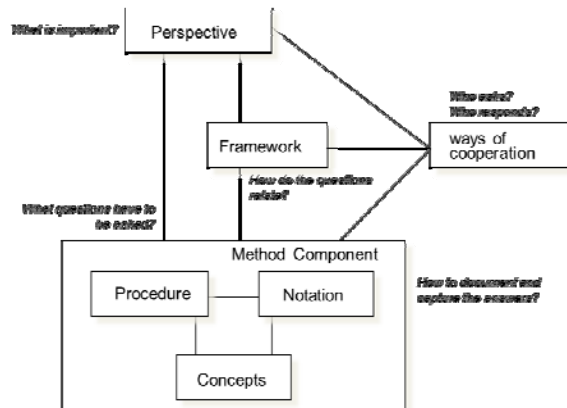 What is important?
Perspective
Who asks?
Who responds?
ways of
cooperation
Framework
How do the questions
relate?
What questions have to
be asked?
Method Component
Procedure
Notation
How to document and
capture the answers?
Concepts